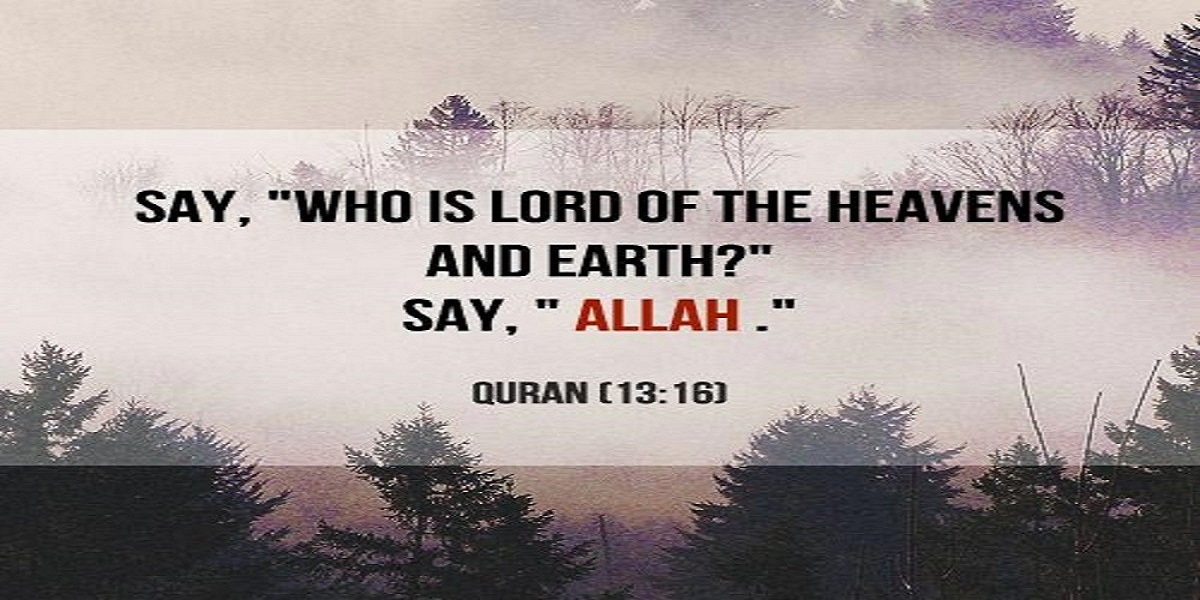 SAY, "WHO IS LORD OF THE HEAVENS
AND EARTH?"
SAY, " ALLAH ."
QURAN (13:16)